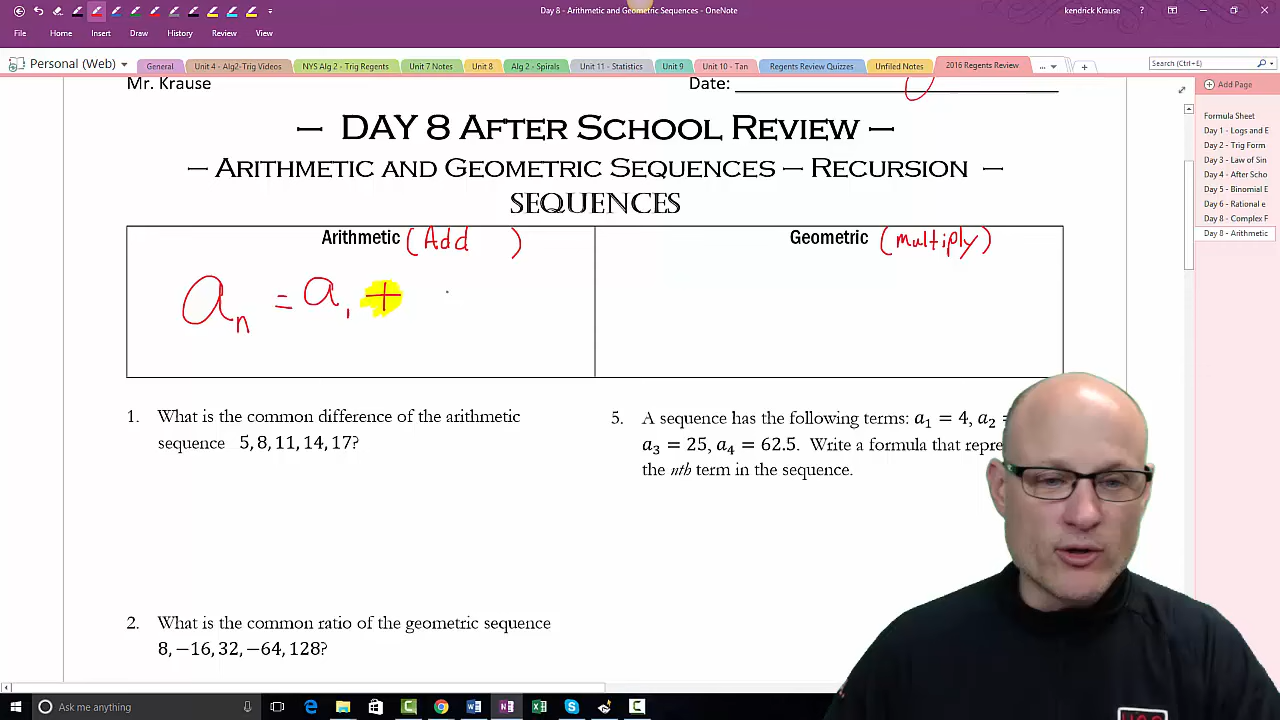 Day 8 - Arithmetic and Geometric Sequences - OneNote
kendrick Krause
File Home Insert Draw History Review View
Personal (Web) General Unit 4 - Alg2-Trig Videos NYS Alg 2 - Trig Regents Unit 7 Notes Unit 8 Alg 2 - Spirals Unit 11 - Statistics Unit 9 Unit 10 - Tan Regents Review Quizzes Unfiled Notes 2016 Regents Review ... Search (Ctrl+E)
Add Page
Mr. Krause Date:
Formula Sheet
Day 1 - Logs and E
Day 2 - Trig Form
Day 3 - Law of Sin
Day 4 - After Scho
Day 5 - Binomial E
Day 6 - Rational e
Day 8 - Complex F
Day 8 - Arithmetic
– DAY 8 AFTER SCHOOL REVIEW –
– ARITHMETIC AND GEOMETRIC SEQUENCES – RECURSION –
SEQUENCES
Arithmetic (Add )
Geometric (multiply)
aₙ = a₁ +
1. What is the common difference of the arithmetic
sequence 5, 8, 11, 14, 17?
5. A sequence has the following terms: a₁ = 4, a₂ =
a₃ = 25, a₄ = 62.5. Write a formula that repre
the nth term in the sequence.
2. What is the common ratio of the geometric sequence
8, −16, 32, −64, 128?
Ask me anything